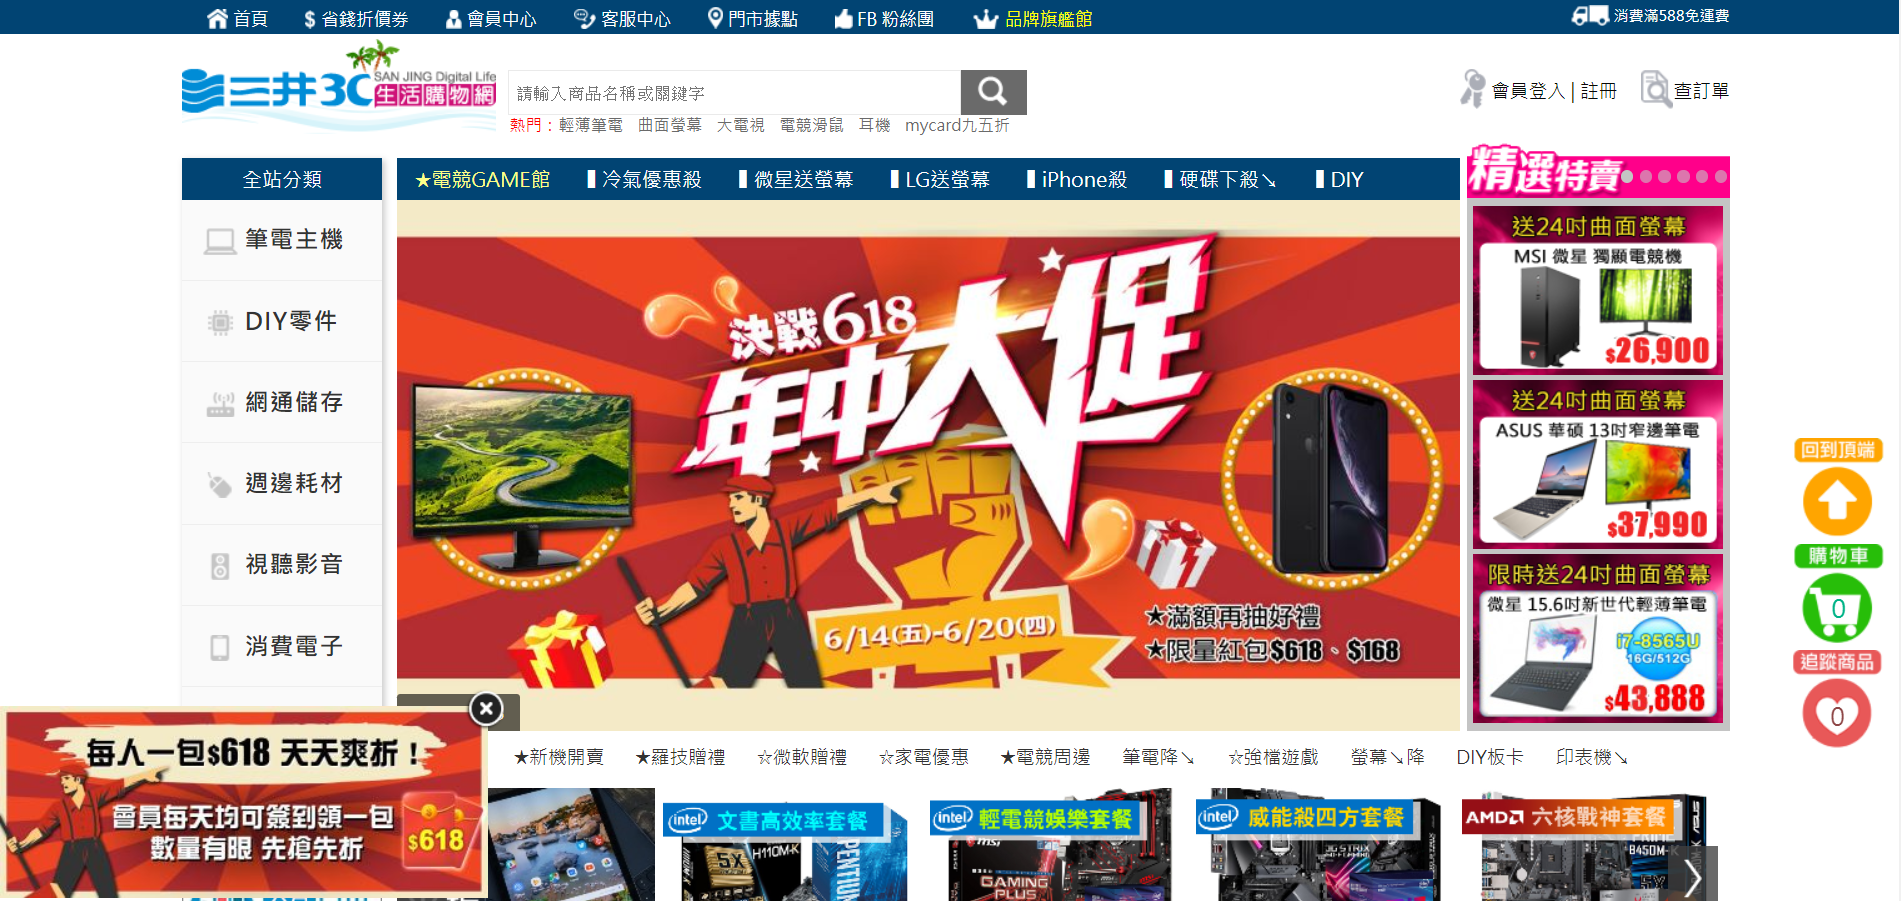 首頁 省錢折價券 會員中心 客服中心 門市據點 FB 粉絲團 品牌旗艦館 消費滿588免運費
三井3C SAN JING Digital Life
生活購物網
請輸入商品名稱或關鍵字
熱門：輕薄筆電 曲面螢幕 大電視 電競滑鼠 耳機 mycard九五折
會員登入 | 註冊 查訂單
全站分類
筆電主機
DIY零件
網通儲存
週邊耗材
視聽影音
消費電子
★電競GAME館 ▌冷氣優惠殺 ▌微星送螢幕 ▌LG送螢幕 ▌iPhone殺 ▌硬碟下殺↘ ▌DIY
決戰618
年中大促
6/14(五)-6/20(四)
★滿額再抽好禮
★限量紅包$618、$168
精選特賣
送24吋曲面螢幕
MSI 微星 獨顯電競機
$26,900
送24吋曲面螢幕
ASUS 華碩 13吋窄邊筆電
$37,990
限時送24吋曲面螢幕
微星 15.6吋新世代輕薄筆電
i7-8565U
16G/512G
$43,888
回到頂端
購物車
0
追蹤商品
0
每人一包$618 天天爽折！
會員每天均可簽到領一包
數量有限 先搶先折
$618
★新機開賣 ★羅技贈禮 ☆微軟贈禮 ☆家電優惠 ★電競周邊 筆電降↘ ☆強檔遊戲 螢幕↘降 DIY板卡 印表機↘
intel 文書高效率套餐
H110M-K
5X
PENTIUM
intel 輕電競娛樂套餐
msi
GAMING
PLUS
intel 威能殺四方套餐
STRIX
AMD 六核戰神套餐
PRIME
B450M-K
5X